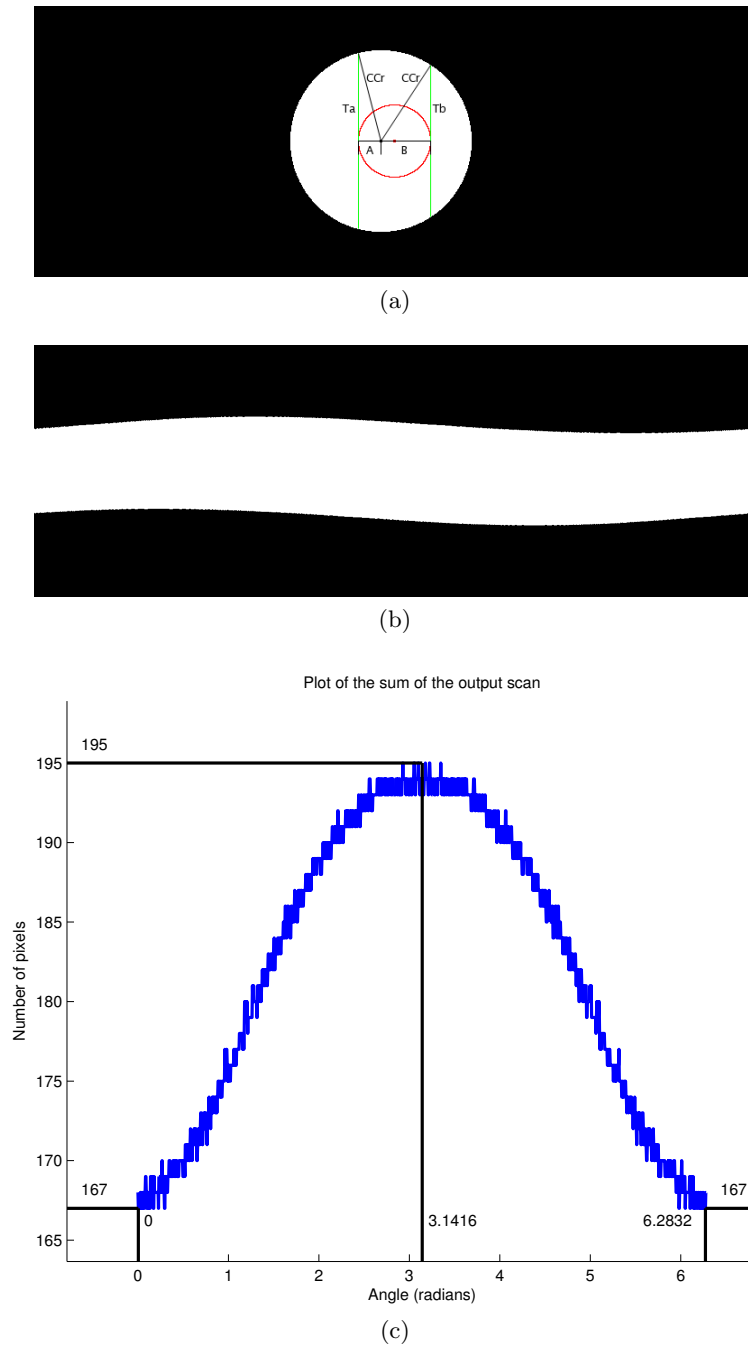 CCr CCr
Ta Tb
A B
(a)
(b)
Plot of the sum of the output scan
195
195
190
185
180
175
170
165
Number of pixels
167
167
0
3.1416
6.2832
0 1 2 3 4 5 6
Angle (radians)
(c)